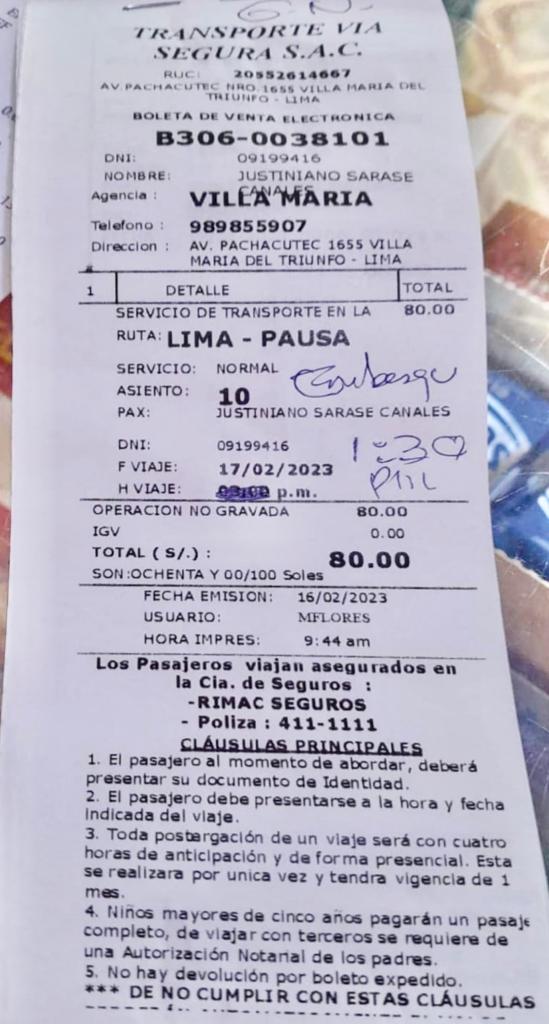 TRANSPORTE VIA
SEGURA S.A.C.
RUC: 20552614667
AV.PACHACUTEC NRO.1655 VILLA MARIA DEL
TRIUNFO - LIMA
BOLETA DE VENTA ELECTRONICA
B306-0038101
DNI: 09199416
NOMBRE: JUSTINIANO SARASE
CANALES
Agencia : VILLA MARIA
Telefono : 989855907
Direccion : AV. PACHACUTEC 1655 VILLA
MARIA DEL TRIUNFO - LIMA
1 DETALLE TOTAL
SERVICIO DE TRANSPORTE EN LA 80.00
RUTA: LIMA - PAUSA
SERVICIO: NORMAL
ASIENTO: 10
PAX: JUSTINIANO SARASE CANALES
DNI: 09199416 1:30
F VIAJE: 17/02/2023 PM
H VIAJE: p.m.
OPERACION NO GRAVADA 80.00
IGV 0.00
TOTAL ( S/.) : 80.00
SON:OCHENTA Y 00/100 Soles
FECHA EMISION: 16/02/2023
USUARIO: MFLORES
HORA IMPRES: 9:44 am
Los Pasajeros viajan asegurados en
la Cia. de Seguros :
-RIMAC SEGUROS
- Poliza : 411-1111
CLÁUSULAS PRINCIPALES
1. El pasajero al momento de abordar, deberá
presentar su documento de Identidad.
2. El pasajero debe presentarse a la hora y fecha
indicada del viaje.
3. Toda postergación de un viaje será con cuatro
horas de anticipación y de forma presencial. Esta
se realizara por unica vez y tendra vigencia de 1
mes.
4. Niños mayores de cinco años pagarán un pasaje
completo, de viajar con terceros se requiere de
una Autorización Notarial de los padres.
5. No hay devolución por boleto expedido.
*** DE NO CUMPLIR CON ESTAS CLÁUSULAS